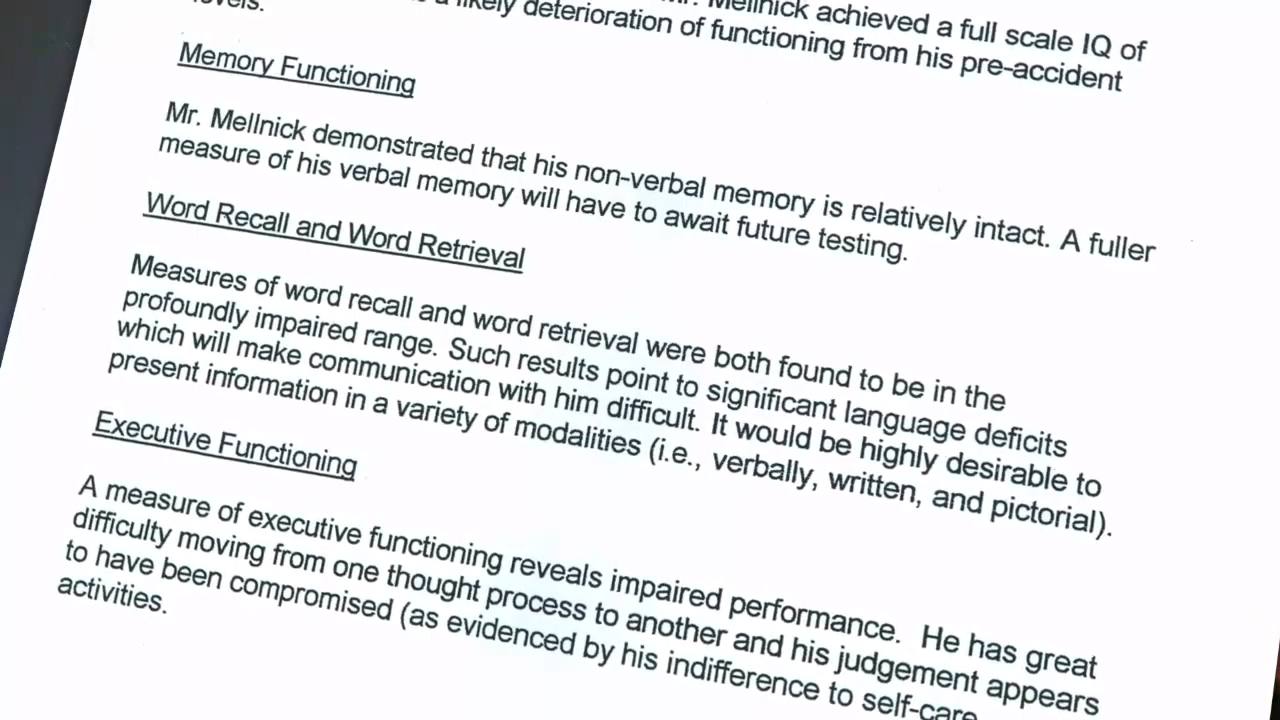 Mellnick achieved a full scale IQ of
likely deterioration of functioning from his pre-accident
levels.
Memory Functioning
Mr. Mellnick demonstrated that his non-verbal memory is relatively intact. A fuller
measure of his verbal memory will have to await future testing.
Word Recall and Word Retrieval
Measures of word recall and word retrieval were both found to be in the
profoundly impaired range. Such results point to significant language deficits
which will make communication with him difficult. It would be highly desirable to
present information in a variety of modalities (i.e., verbally, written, and pictorial).
Executive Functioning
A measure of executive functioning reveals impaired performance. He has great
difficulty moving from one thought process to another and his judgement appears
to have been compromised (as evidenced by his indifference to self-care
activities.